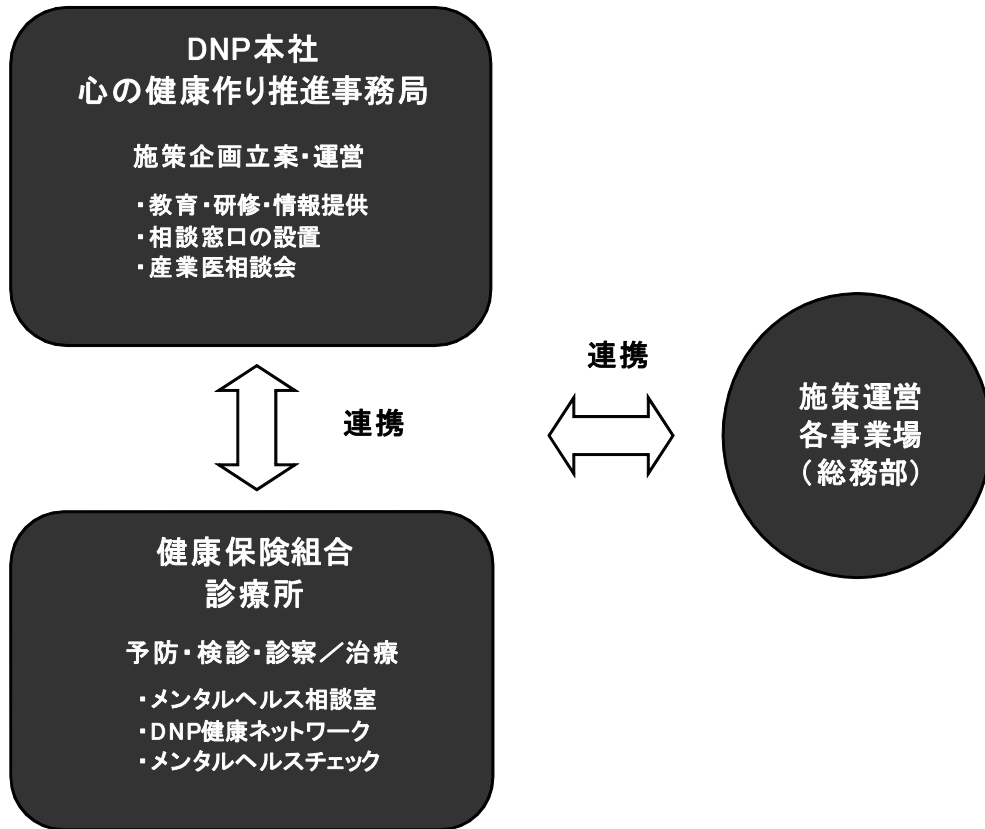 DNP本社
心の健康作り推進事務局
施策企画立案・運営
・教育・研修・情報提供
・相談窓口の設置
・産業医相談会
連携
連携
施策運営
各事業場
（総務部）
健康保険組合
診療所
予防・検診・診察／治療
・メンタルヘルス相談室
・DNP健康ネットワーク
・メンタルヘルスチェック